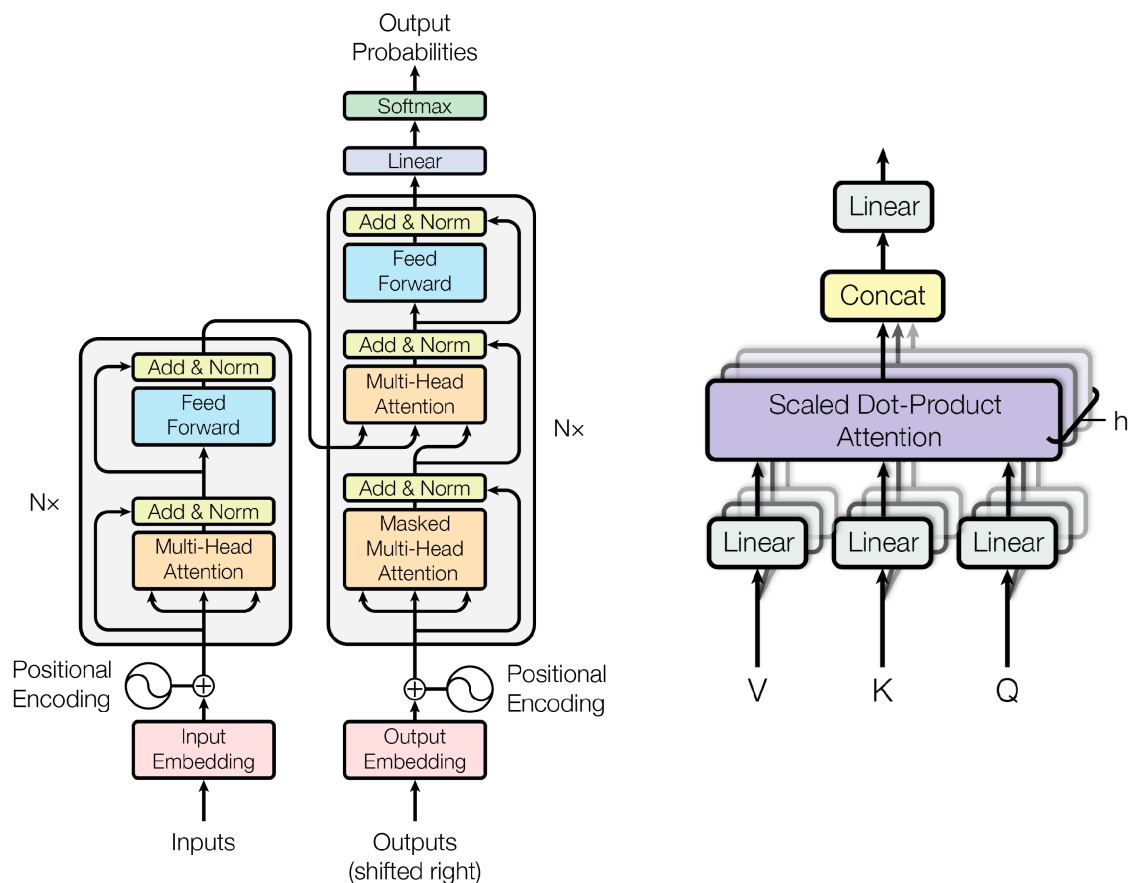 Output
Probabilities
Softmax
Linear
Add & Norm
Feed
Forward
Add & Norm
Multi-Head
Attention
Add & Norm
Masked
Multi-Head
Attention
N×
Positional
Encoding
Output
Embedding
Outputs
(shifted right)
Add & Norm
Feed
Forward
Add & Norm
Multi-Head
Attention
N×
Positional
Encoding
Input
Embedding
Inputs
Linear
Concat
Scaled Dot-Product
Attention
h
Linear
Linear
Linear
V
K
Q